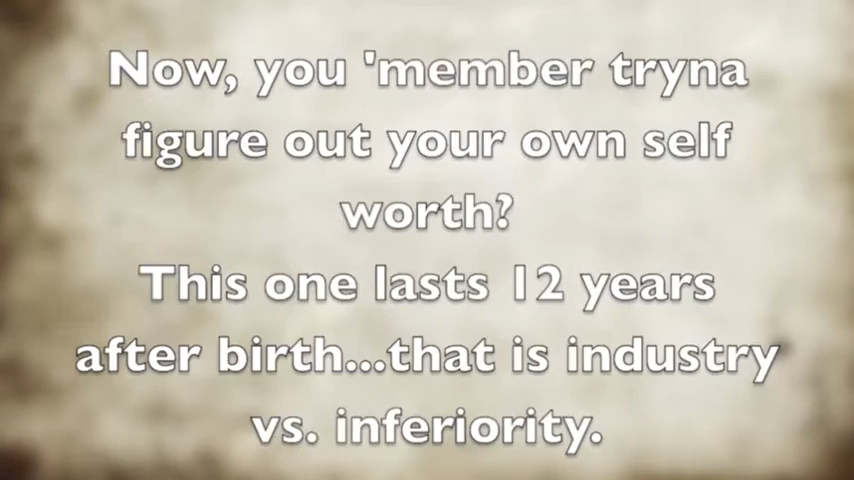 Now, you 'member tryna
figure out your own self
worth?
This one lasts 12 years
after birth...that is industry
vs. inferiority.